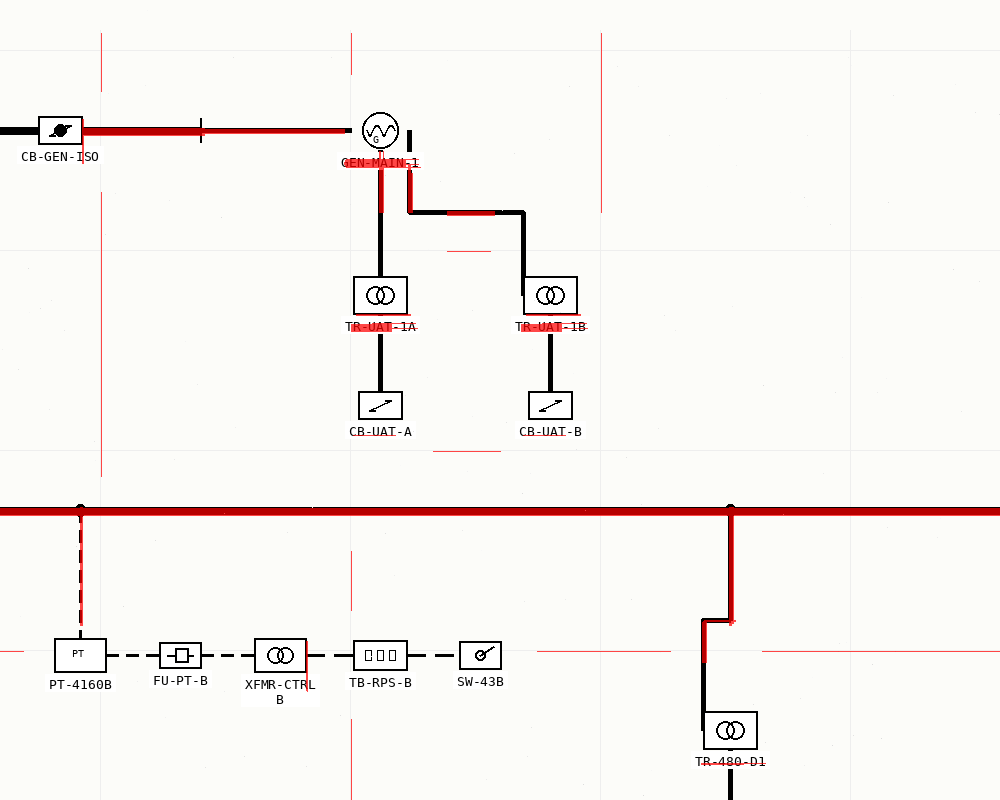 G
CB-GEN-ISO
GEN-MAIN-1
TR-UAT-1A
TR-UAT-1B
CB-UAT-A
CB-UAT-B
PT
PT-4160B
FU-PT-B
XFMR-CTRL
B
TB-RPS-B
SW-43B
TR-480-D1